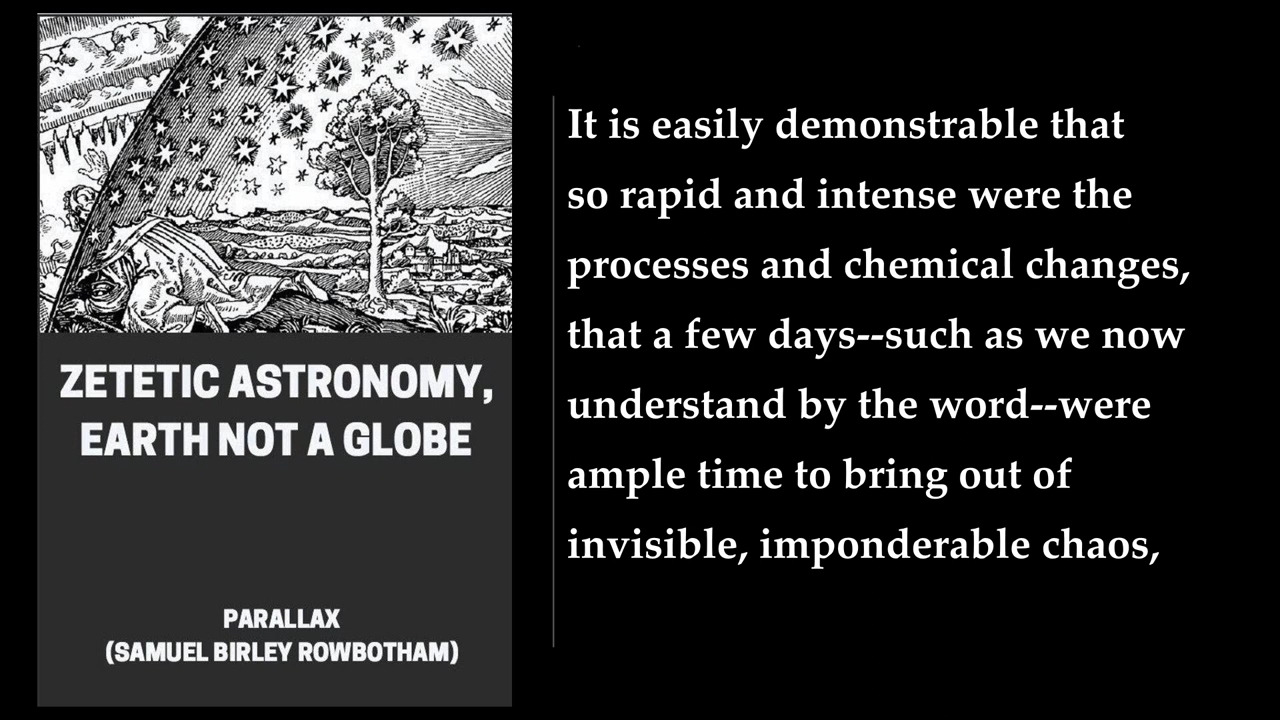 ZETETIC ASTRONOMY,
EARTH NOT A GLOBE
PARALLAX
(SAMUEL BIRLEY ROWBOTHAM)
It is easily demonstrable that
so rapid and intense were the
processes and chemical changes,
that a few days--such as we now
understand by the word--were
ample time to bring out of
invisible, imponderable chaos,